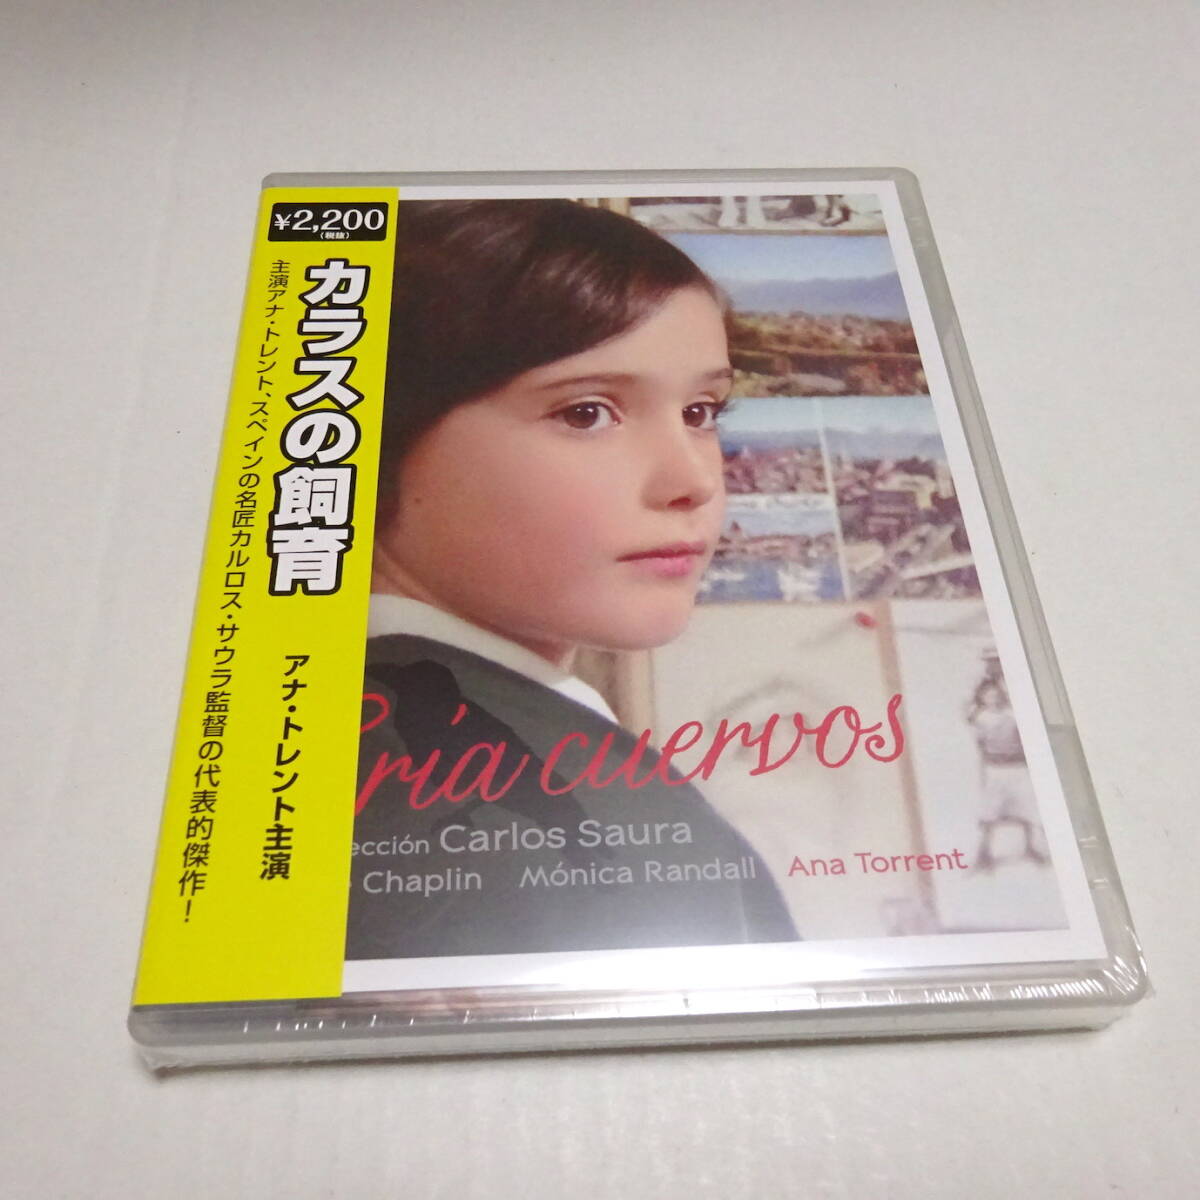 ¥2,200
(税抜)
カラスの飼育
アナ・トレント主演
主演アナ・トレント、スペインの名匠カルロス・サウラ監督の代表的傑作!
ría cuervos
ección Carlos Saura
Chaplin Mónica Randall Ana Torrent